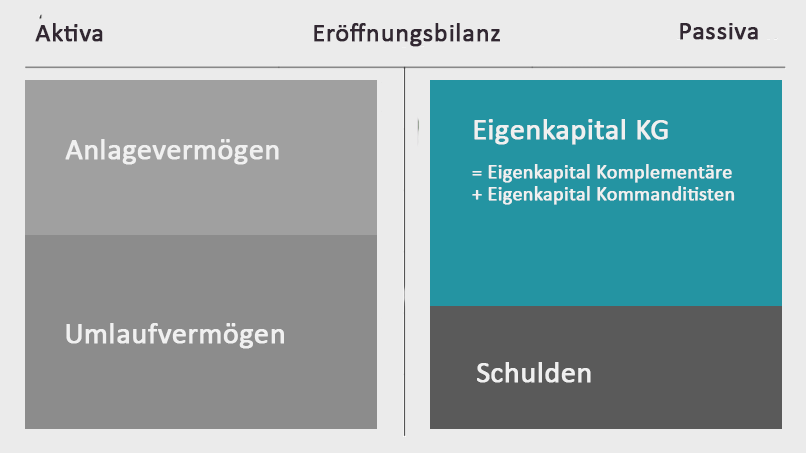 Aktiva Eröffnungsbilanz Passiva
Anlagevermögen
Umlaufvermögen
Eigenkapital KG
= Eigenkapital Komplementäre
+ Eigenkapital Kommanditisten
Schulden